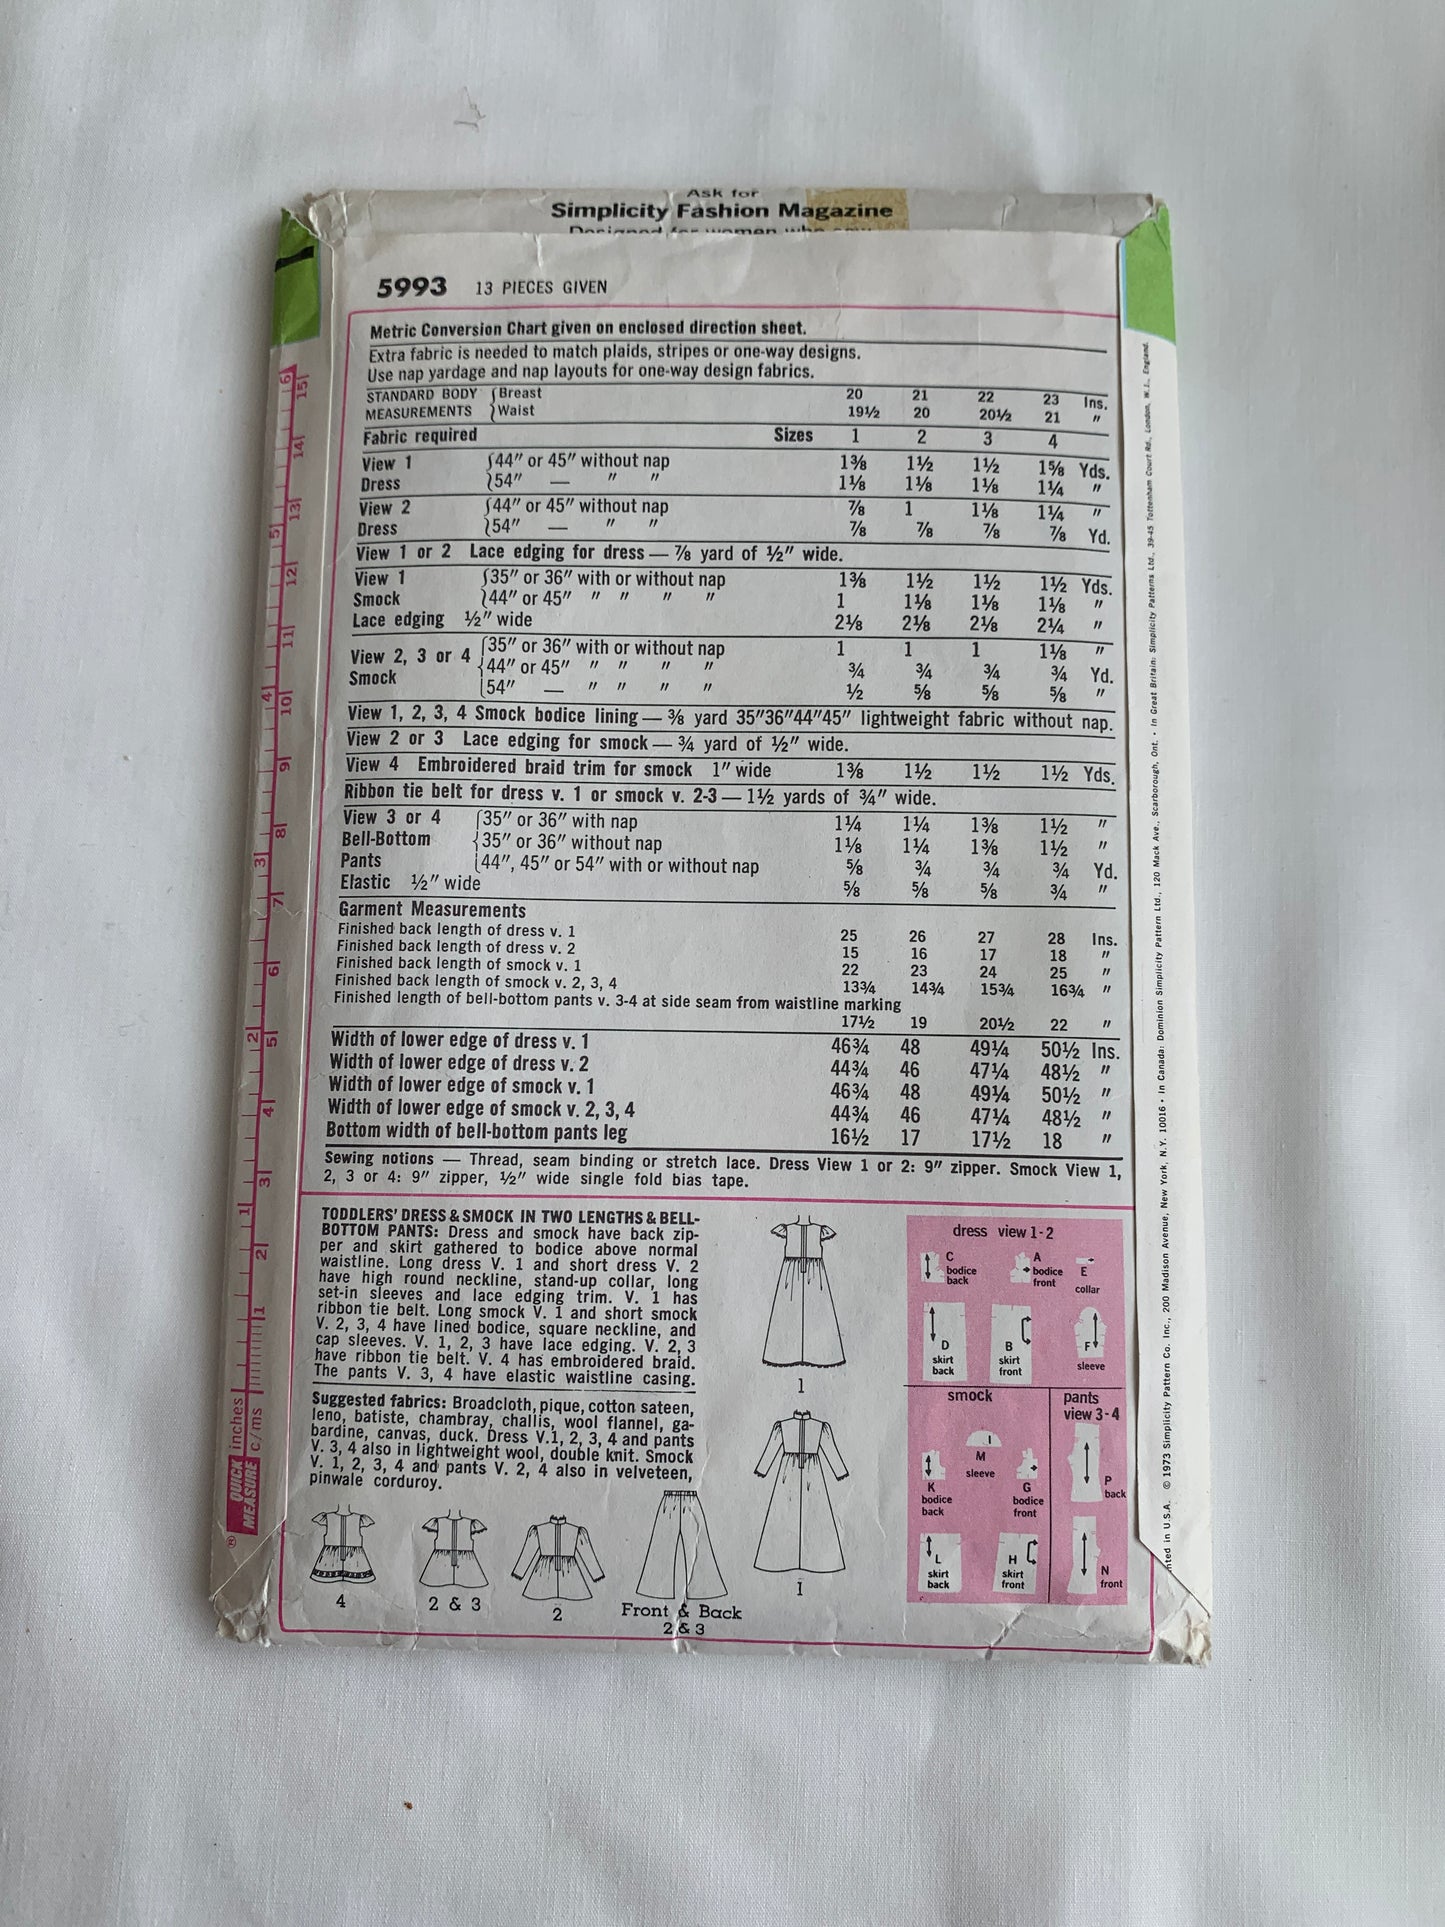 Ask for
Simplicity Fashion Magazine
Designed for women who sew
5993 13 PIECES GIVEN
Metric Conversion Chart given on enclosed direction sheet.
Extra fabric is needed to match plaids, stripes or one-way designs.
Use nap yardage and nap layouts for one-way design fabrics.
STANDARD BODY { Breast 20 21 22 23 Ins.
MEASUREMENTS { Waist 19½ 20 20½ 21 "
Fabric required Sizes 1 2 3 4
View 1 { 44" or 45" without nap 1⅜ 1½ 1½ 1⅝ Yds.
Dress { 54" — " " 1⅛ 1⅛ 1⅛ 1¼ "
View 2 { 44" or 45" without nap ⅞ 1 1⅛ 1¼ "
Dress { 54" — " " ⅞ ⅞ ⅞ ⅞ Yd.
View 1 or 2 Lace edging for dress — ⅞ yard of ½" wide.
View 1 { 35" or 36" with or without nap 1⅜ 1½ 1½ 1½ Yds.
Smock { 44" or 45" " " " " 1 1⅛ 1⅛ 1⅛ "
Lace edging ½" wide 2⅛ 2⅛ 2⅛ 2¼ "
View 2, 3 or 4 { 35" or 36" with or without nap 1 1 1 1⅛ "
Smock { 44" or 45" " " " " ¾ ¾ ¾ ¾ Yd.
{ 54" — " " " " ½ ⅝ ⅝ ⅝ "
View 1, 2, 3, 4 Smock bodice lining — ⅜ yard 35"36"44"45" lightweight fabric without nap.
View 2 or 3 Lace edging for smock — ¾ yard of ½" wide.
View 4 Embroidered braid trim for smock 1" wide 1⅜ 1½ 1½ 1½ Yds.
Ribbon tie belt for dress v. 1 or smock v. 2-3 — 1½ yards of ¾" wide.
View 3 or 4 { 35" or 36" with nap 1¼ 1¼ 1⅜ 1½ "
Bell-Bottom { 35" or 36" without nap 1⅛ 1¼ 1⅜ 1½ "
Pants { 44", 45" or 54" with or without nap ⅝ ¾ ¾ ¾ Yd.
Elastic ½" wide ⅝ ⅝ ⅝ ¾ "
Garment Measurements
Finished back length of dress v. 1 25 26 27 28 Ins.
Finished back length of dress v. 2 15 16 17 18 "
Finished back length of smock v. 1 22 23 24 25 "
Finished back length of smock v. 2, 3, 4 13¾ 14¾ 15¾ 16¾ "
Finished length of bell-bottom pants v. 3-4 at side seam from waistline marking
17½ 19 20½ 22 "
Width of lower edge of dress v. 1 46¾ 48 49¼ 50½ Ins.
Width of lower edge of dress v. 2 44¾ 46 47¼ 48½ "
Width of lower edge of smock v. 1 46¾ 48 49¼ 50½ "
Width of lower edge of smock v. 2, 3, 4 44¾ 46 47¼ 48½ "
Bottom width of bell-bottom pants leg 16½ 17 17½ 18 "
Sewing notions — Thread, seam binding or stretch lace. Dress View 1 or 2: 9" zipper. Smock View 1,
2, 3 or 4: 9" zipper, ½" wide single fold bias tape.
TODDLERS' DRESS & SMOCK IN TWO LENGTHS & BELL-
BOTTOM PANTS: Dress and smock have back zip-
per and skirt gathered to bodice above normal
waistline. Long dress V. 1 and short dress V. 2
have high round neckline, stand-up collar, long
set-in sleeves and lace edging trim. V. 1 has
ribbon tie belt. Long smock V. 1 and short smock
V. 2, 3, 4 have lined bodice, square neckline, and
cap sleeves. V. 1, 2, 3 have lace edging. V. 2, 3
have ribbon tie belt. V. 4 has embroidered braid.
The pants V. 3, 4 have elastic waistline casing.
Suggested fabrics: Broadcloth, pique, cotton sateen,
leno, batiste, chambray, challis, wool flannel, ga-
bardine, canvas, duck. Dress V.1, 2, 3, 4 and pants
V. 3, 4 also in lightweight wool, double knit. Smock
V. 1, 2, 3, 4 and pants V. 2, 4 also in velveteen,
pinwale corduroy.
4
2 & 3
2
Front & Back
2 & 3
1
1
dress view 1-2
C
bodice
back
A
bodice
front
E
collar
D
skirt
back
B
skirt
front
F
sleeve
smock
M
sleeve
K
bodice
back
G
bodice
front
L
skirt
back
H
skirt
front
pants
view 3-4
P
back
N
front
QUICK inches
MEASURE c/ms
®
1 2 3 4 5 6
1 2 3 4 5 6 7 8 9 10 11 12 13 14 15
nted in U.S.A. © 1973 Simplicity Pattern Co. Inc., 200 Madison Avenue, New York, N.Y. 10016 • In Canada: Dominion Simplicity Pattern Ltd., 120 Mack Ave., Scarborough, Ont. • In Great Britain: Simplicity Patterns Ltd., 39-45 Tottenham Court Rd., London, W.I., England.